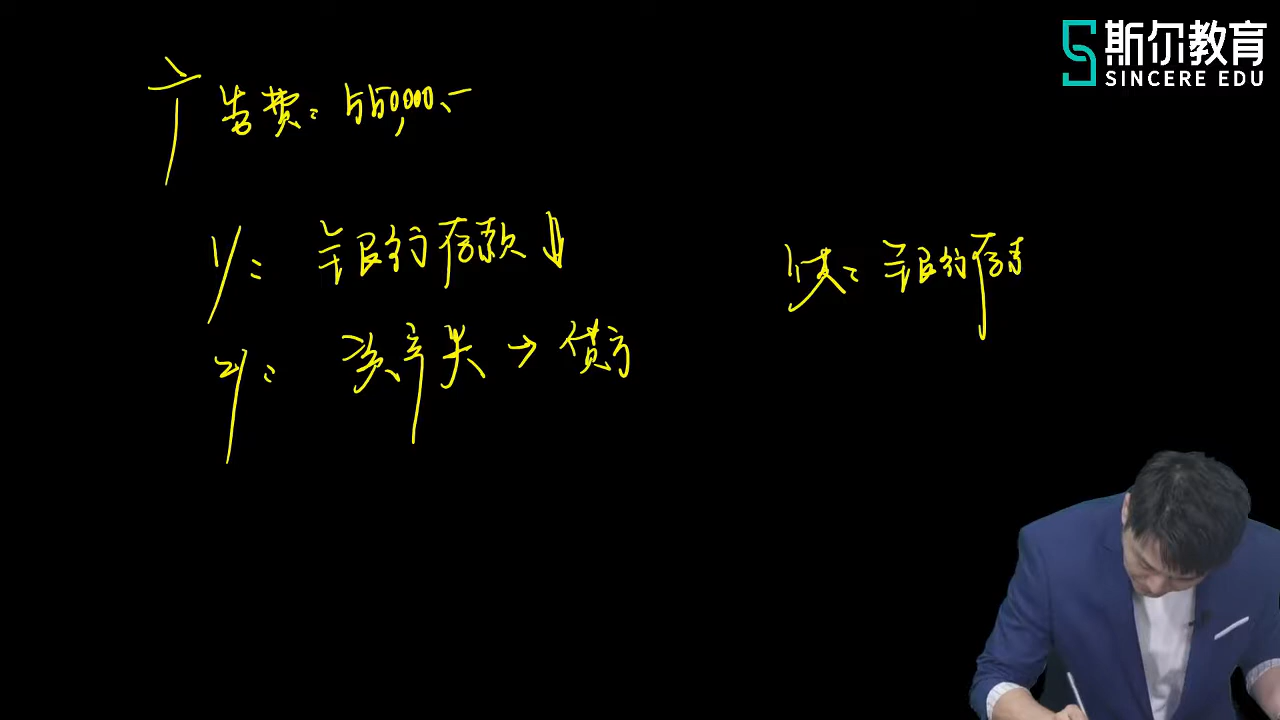 斯尔教育
SINCERE EDU
广告费: 550,000.-
1/: 银行存款↓
2/: 资产类 → 贷方
贷: 银行存